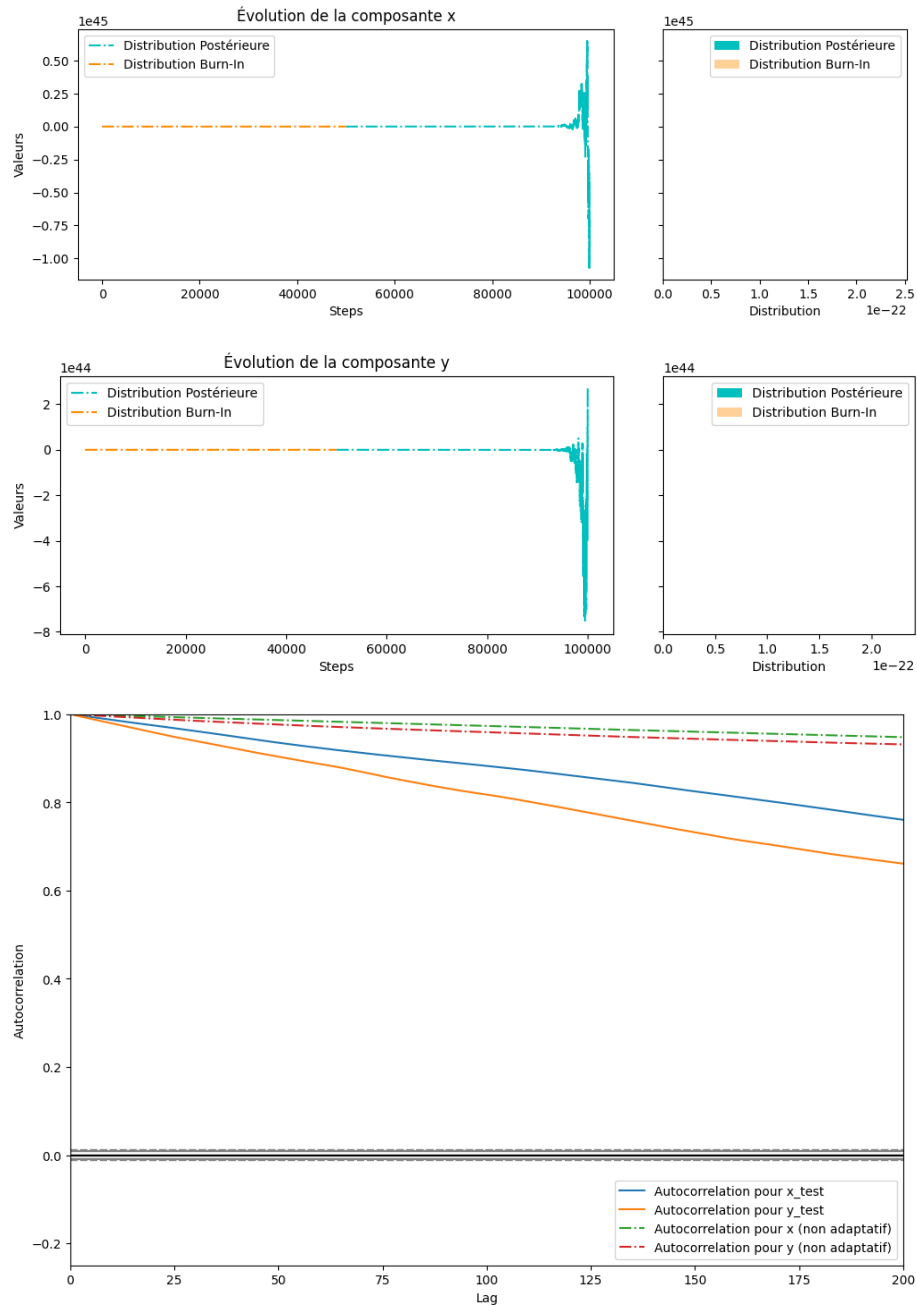 Évolution de la composante x
1e45
Distribution Postérieure
Distribution Burn-In
0.50
0.25
0.00
−0.25
−0.50
−0.75
−1.00
Valeurs
0 20000 40000 60000 80000 100000
Steps
1e45
Distribution Postérieure
Distribution Burn-In
0.0 0.5 1.0 1.5 2.0 2.5
Distribution
1e−22
Évolution de la composante y
1e44
Distribution Postérieure
Distribution Burn-In
2
0
−2
−4
−6
−8
Valeurs
0 20000 40000 60000 80000 100000
Steps
1e44
Distribution Postérieure
Distribution Burn-In
0.0 0.5 1.0 1.5 2.0
Distribution
1e−22
1.0
0.8
0.6
0.4
0.2
0.0
−0.2
Autocorrelation
Autocorrelation pour x_test
Autocorrelation pour y_test
Autocorrelation pour x (non adaptatif)
Autocorrelation pour y (non adaptatif)
0 25 50 75 100 125 150 175 200
Lag